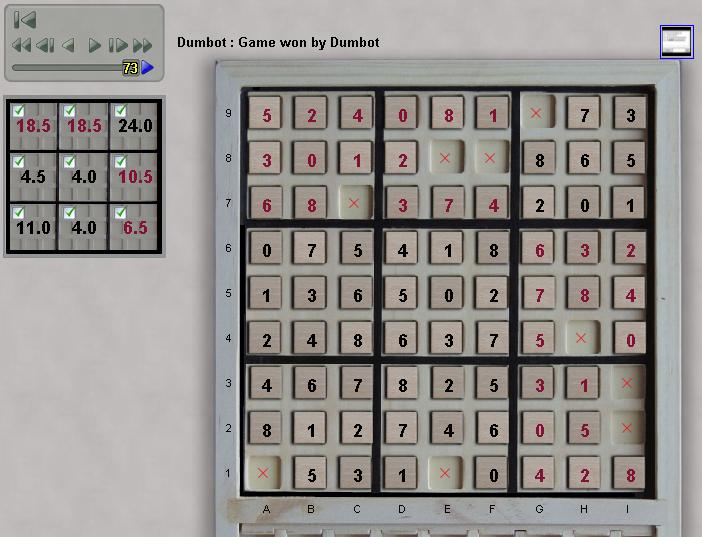 Dumbot : Game won by Dumbot
73
18.5 18.5 24.0
4.5 4.0 10.5
11.0 4.0 6.5
9 5 2 4 0 8 1 × 7 3
8 3 0 1 2 × × 8 6 5
7 6 8 × 3 7 4 2 0 1
6 0 7 5 4 1 8 6 3 2
5 1 3 6 5 0 2 7 8 4
4 2 4 8 6 3 7 5 × 0
3 4 6 7 8 2 5 3 1 ×
2 8 1 2 7 4 6 0 5 ×
1 × 5 3 1 × 0 4 2 8
A B C D E F G H I